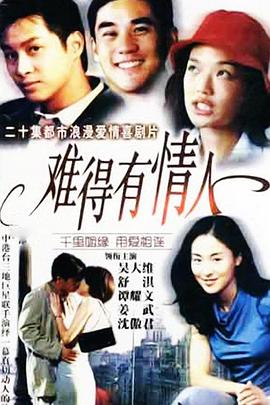 二十集都市浪漫爱情喜剧片
难得有情人
千里姻缘 用爱相连
领衔主演
吴大维
舒淇
谭耀文
姜武
沈傲君
中港台三地巨星联手演绎一幕真切动人的